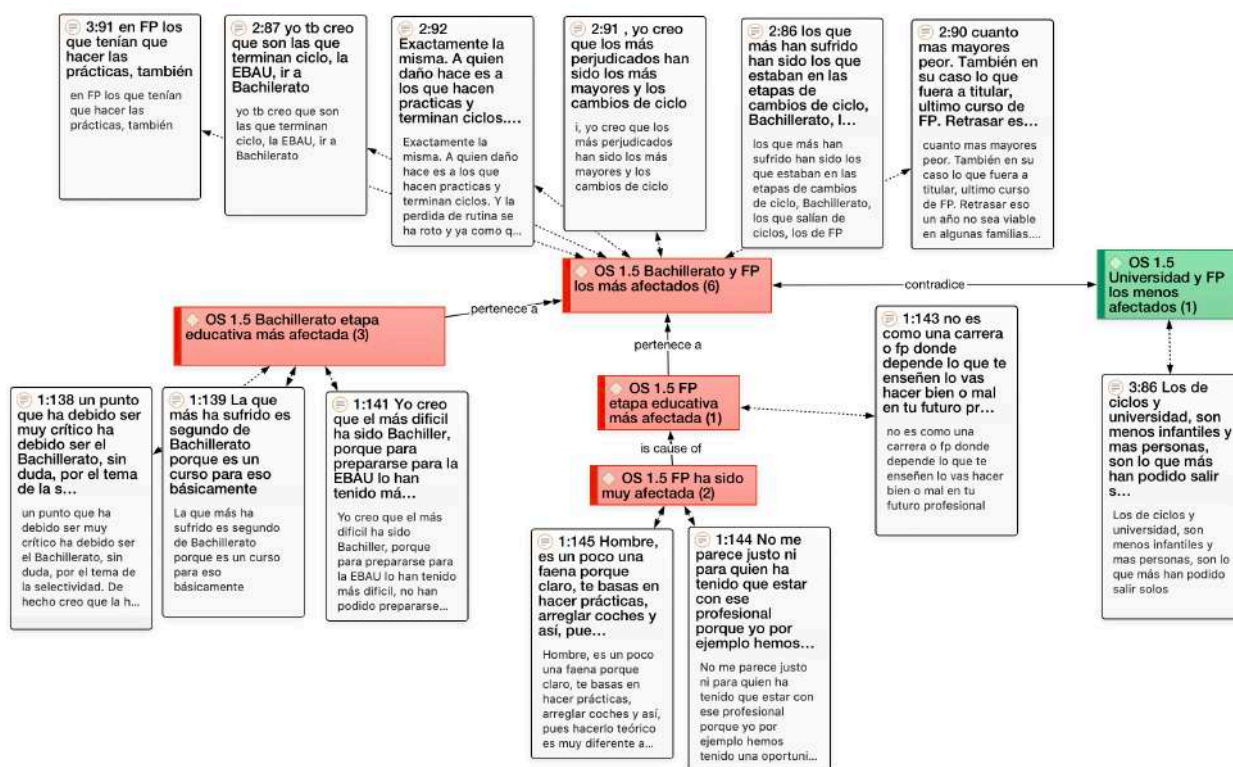 3:91 en FP los
que tenían que
hacer las
prácticas, también
en FP los que tenían
que hacer las
prácticas, también
2:87 yo tb creo
que son las que
terminan ciclo, la
EBAU, ir a
Bachilerato
yo tb creo que son
las que terminan
ciclo, la EBAU, ir a
Bachilerato
2:92
Exactamente la
misma. A quien
daño hace es a
los que hacen
practicas y
terminan ciclos....
Exactamente la
misma. A quien daño
hace es a los que
hacen practicas y
terminan ciclos. Y la
perdida de rutina se
ha roto y ya como q...
2:91 , yo creo
que los más
perjudicados han
sido los más
mayores y los
cambios de ciclo
i, yo creo que los
más perjudicados
han sido los más
mayores y los
cambios de ciclo
2:86 los que
más han sufrido
han sido los que
estaban en las
etapas de
cambios de ciclo,
Bachillerato, l...
los que más han
sufrido han sido los
que estaban en las
etapas de cambios
de ciclo, Bachillerato,
los que salían de
ciclos, los de FP
2:90 cuanto
mas mayores
peor. También en
su caso lo que
fuera a titular,
ultimo curso de
FP. Retrasar es...
cuanto mas mayores
peor. También en su
caso lo que fuera a
titular, ultimo curso
de FP. Retrasar eso
un año no sea viable
en algunas familias....
OS 1.5 Bachillerato y FP
los más afectados (6)
contradice
OS 1.5
Universidad y FP
los menos
afectados (1)
pertenece a
OS 1.5 Bachillerato etapa
educativa más afectada (3)
pertenece a
1:143 no es
como una carrera
o fp donde
depende lo que te
enseñen lo vas
hacer bien o mal
en tu futuro pr...
no es como una
carrera o fp donde
depende lo que te
enseñen lo vas hacer
bien o mal en tu
futuro profesional
OS 1.5 FP
etapa educativa
más afectada (1)
is cause of
OS 1.5 FP ha sido
muy afectada (2)
3:86 Los de
ciclos y
universidad, son
menos infantiles y
mas personas,
son lo que más
han podido salir
s...
Los de ciclos y
universidad, son
menos infantiles y
mas personas, son lo
que más han podido
salir solos
1:138 un punto
que ha debido ser
muy crítico ha
debido ser el
Bachillerato, sin
duda, por el tema
de la s...
un punto que ha
debido ser muy
crítico ha debido ser
el Bachillerato, sin
duda, por el tema de
la selectividad. De
hecho creo que la h...
1:139 La que
más ha sufrido es
segundo de
Bachillerato
porque es un
curso para eso
básicamente
La que más ha
sufrido es segundo
de Bachillerato
porque es un curso
para eso
básicamente
1:141 Yo creo
que el más dificil
ha sido Bachiller,
porque para
prepararse para
la EBAU lo han
tenido má...
Yo creo que el más
dificil ha sido
Bachiller, porque para
prepararse para la
EBAU lo han tenido
más dificil, no han
podido prepararse...
1:145 Hombre,
es un poco una
faena porque
claro, te basas en
hacer prácticas,
arreglar coches y
así, pue...
Hombre, es un poco
una faena porque
claro, te basas en
hacer prácticas,
arreglar coches y así,
pues hacerlo teórico
es muy diferente a...
1:144 No me
parece justo ni
para quien ha
tenido que estar
con ese
profesional
porque yo por
ejemplo hemos...
No me parece justo
ni para quien ha
tenido que estar con
ese profesional
porque yo por
ejemplo hemos
tenido una oportuni...